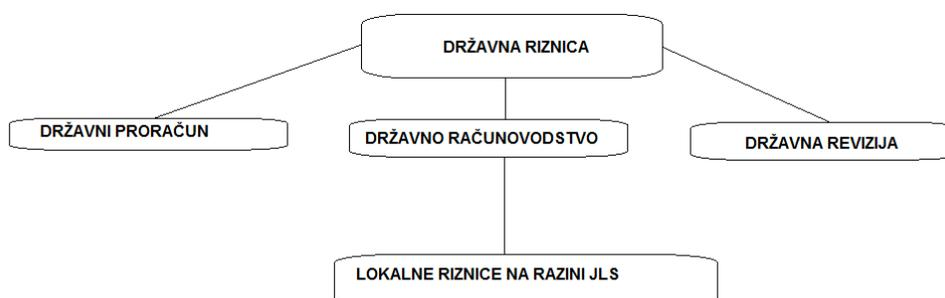 DRŽAVNA RIZNICA
DRŽAVNI PRORAČUN
DRŽAVNO RAČUNOVODSTVO
DRŽAVNA REVIZIJA
LOKALNE RIZNICE NA RAZINI JLS